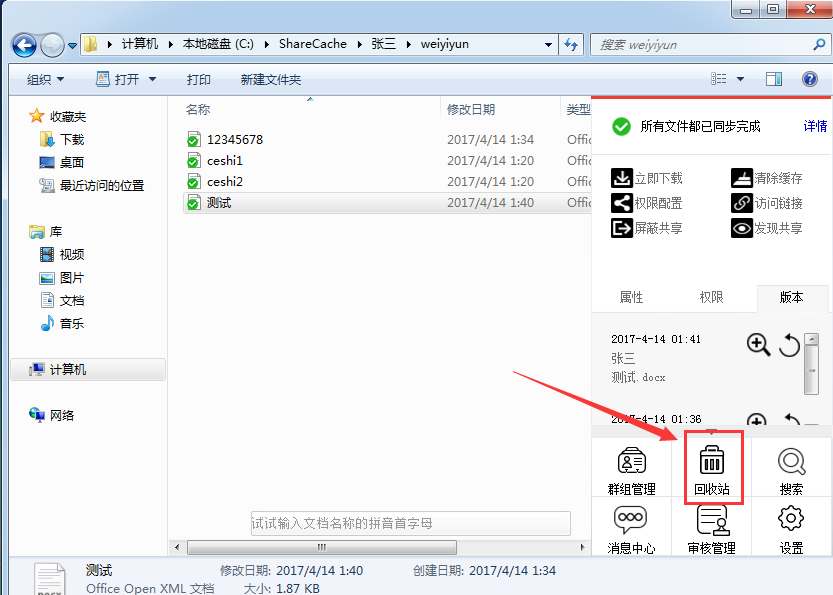 计算机 本地磁盘 (C:) ShareCache 张三 weiyiyun 搜索 weiyiyun
组织 打开 打印 新建文件夹
收藏夹
下载
桌面
最近访问的位置
库
视频
图片
文档
音乐
计算机
网络
名称 修改日期 类型
12345678 2017/4/14 1:34 Offic
ceshi1 2017/4/14 1:20 Offic
ceshi2 2017/4/14 1:20 Offic
测试 2017/4/14 1:40 Offic
试试输入文档名称的拼音首字母
所有文件都已同步完成 详情
立即下载 清除缓存
权限配置 访问链接
屏蔽共享 发现共享
属性 权限 版本
2017-4-14 01:41
张三
测试.docx
2017-4-14 01:36
群组管理 回收站 搜索
消息中心 审核管理 设置
DOCX
测试 修改日期: 2017/4/14 1:40 创建日期: 2017/4/14 1:34
Office Open XML 文档 大小: 1.87 KB